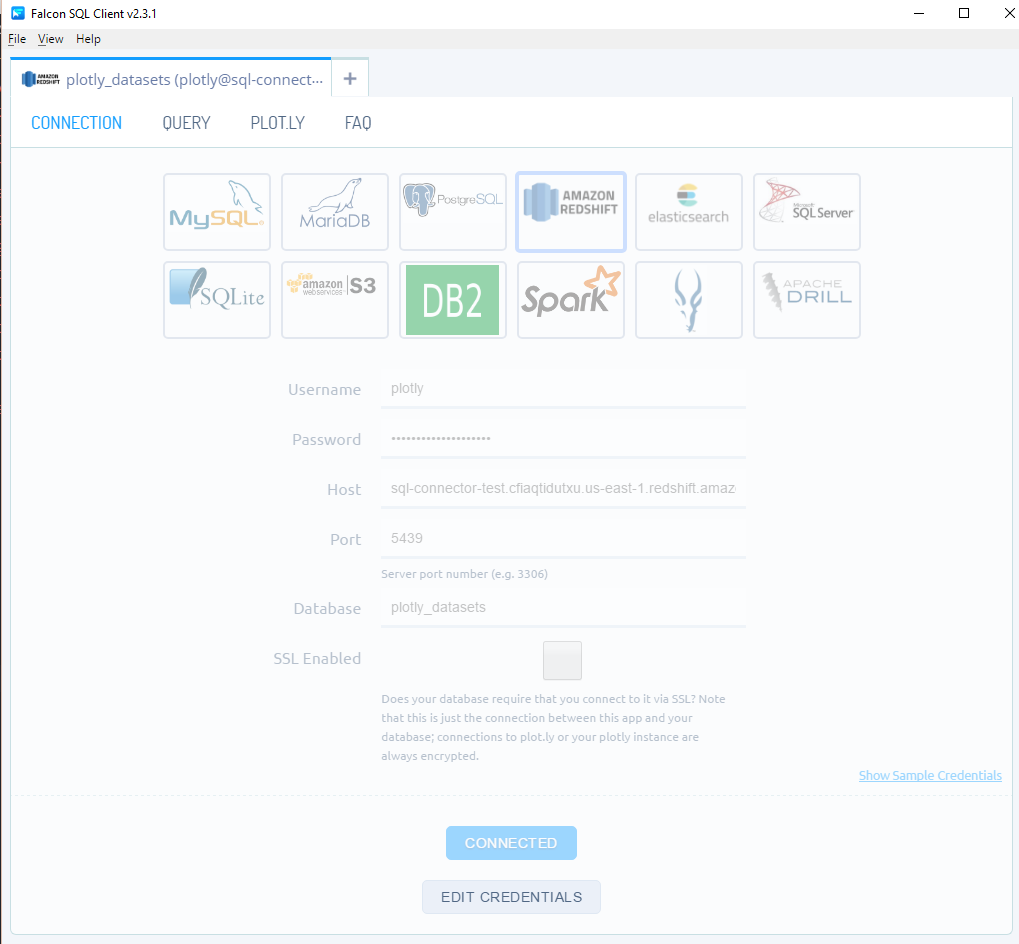 Falcon SQL Client v2.3.1
File View Help
AMAZON REDSHIFT plotly_datasets (plotly@sql-connect...
+
CONNECTION QUERY PLOT.LY FAQ
MySQL MariaDB PostgreSQL AMAZON REDSHIFT elasticsearch Microsoft SQL Server
SQLite amazon webservices S3 DB2 Spark APACHE DRILL
Username plotly
Password ••••••••••••••••••••
Host sql-connector-test.cfiaqtidutxu.us-east-1.redshift.amaz
Port 5439
Server port number (e.g. 3306)
Database plotly_datasets
SSL Enabled
Does your database require that you connect to it via SSL? Note
that this is just the connection between this app and your
database; connections to plot.ly or your plotly instance are
always encrypted.
Show Sample Credentials
CONNECTED
EDIT CREDENTIALS